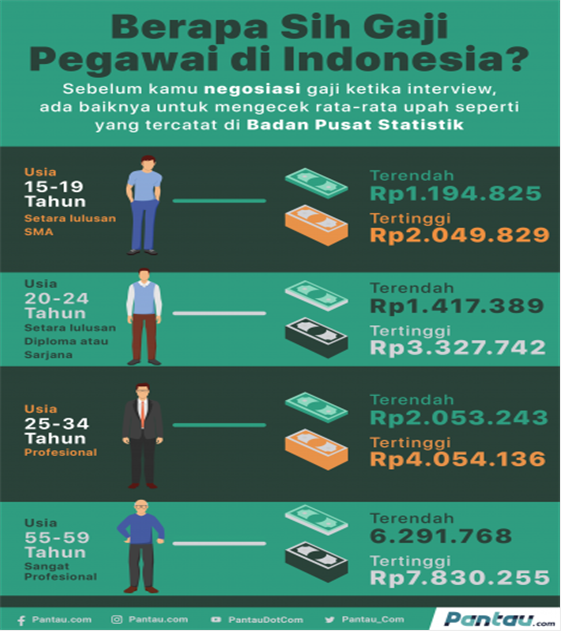 Berapa Sih Gaji
Pegawai di Indonesia?
Sebelum kamu negosiasi gaji ketika interview,
ada baiknya untuk mengecek rata-rata upah seperti
yang tercatat di Badan Pusat Statistik
Usia
15-19
Tahun
Setara lulusan
SMA
Terendah
Rp1.194.825
Tertinggi
Rp2.049.829
Usia
20-24
Tahun
Setara lulusan
Diploma atau
Sarjana
Terendah
Rp1.417.389
Tertinggi
Rp3.327.742
Usia
25-34
Tahun
Profesional
Terendah
Rp2.053.243
Tertinggi
Rp4.054.136
Usia
55-59
Tahun
Sangat
Profesional
Terendah
6.291.768
Tertinggi
Rp7.830.255
Pantau.com
Pantau.com
PantauDotCom
Pantau_Com
Pantau.com